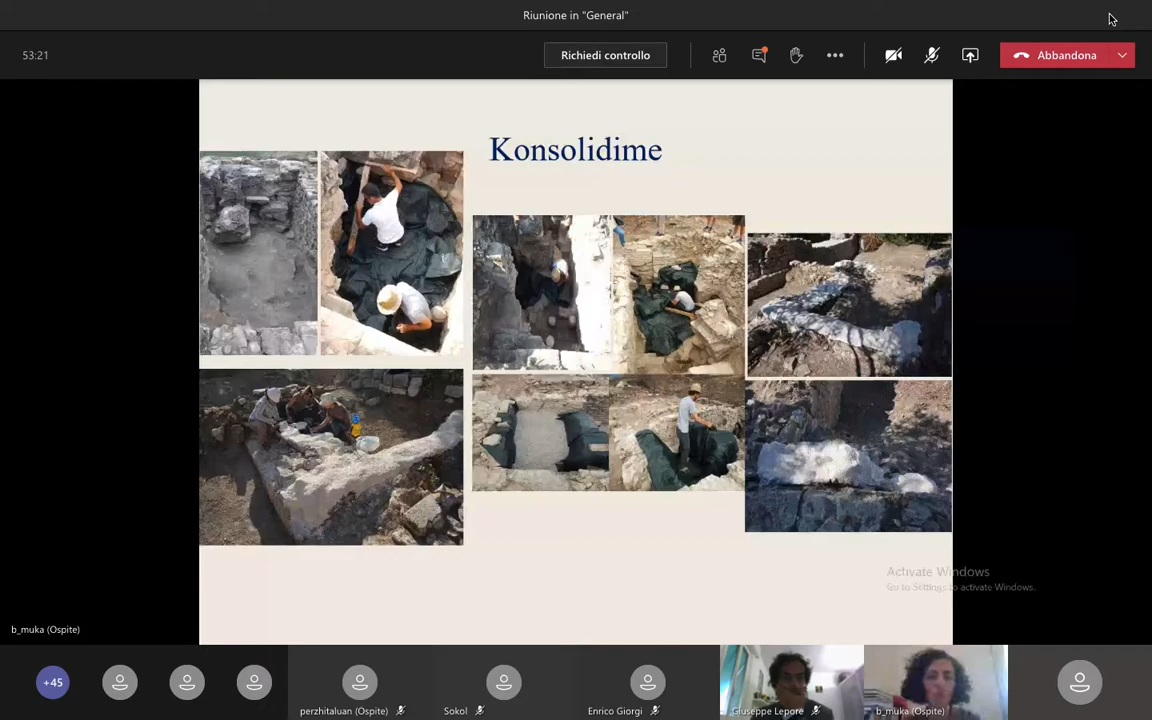 Riunione in "General"
53:21
Richiedi controllo
Abbandona
Konsolidime
Activate Windows
Go to Settings to activate Windows.
b_muka (Ospite)
+45
perzhitaluan (Ospite)
Sokol
Enrico Giorgi
Giuseppe Lepore
b_muka (Ospite)